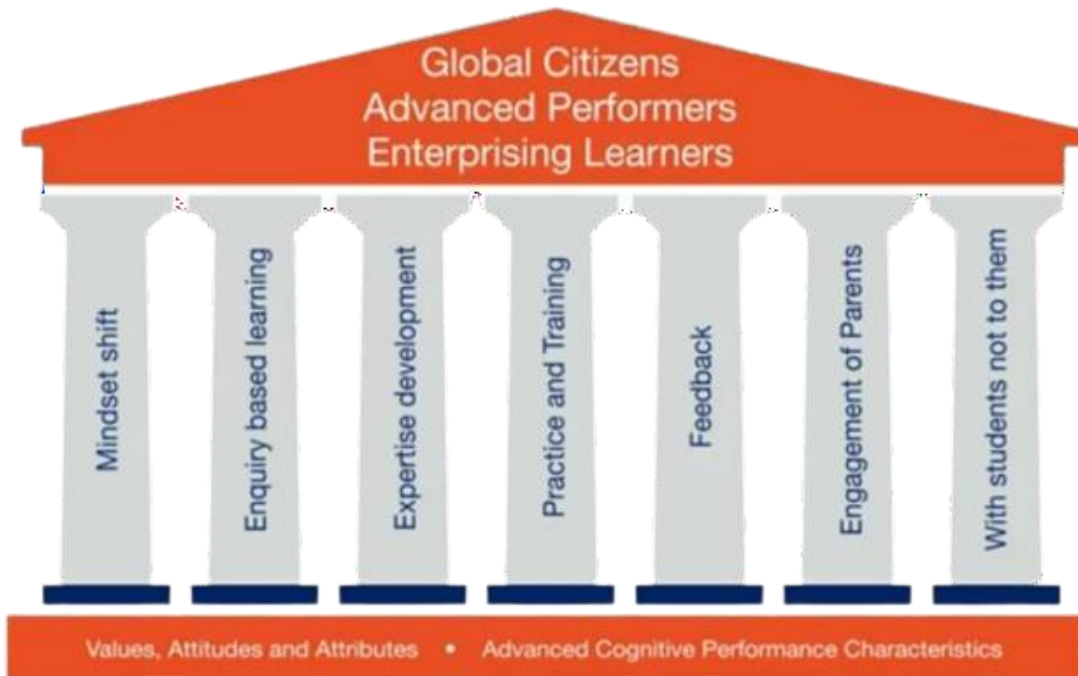 Global Citizens
Advanced Performers
Enterprising Learners
Mindset shift
Enquiry based learning
Expertise development
Practice and Training
Feedback
Engagement of Parents
With students not to them
Values, Attitudes and Attributes • Advanced Cognitive Performance Characteristics